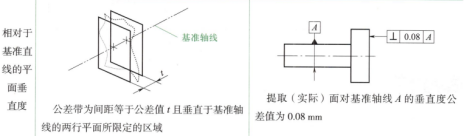 相对于
基准直
线的平
面垂
直度
基准轴线
公差带为间距等于公差值 t 且垂直于基准轴
线的两行平面所限定的区域
A
⊥ 0.08 A
提取（实际）面对基准轴线 A 的垂直度公
差值为 0.08 mm